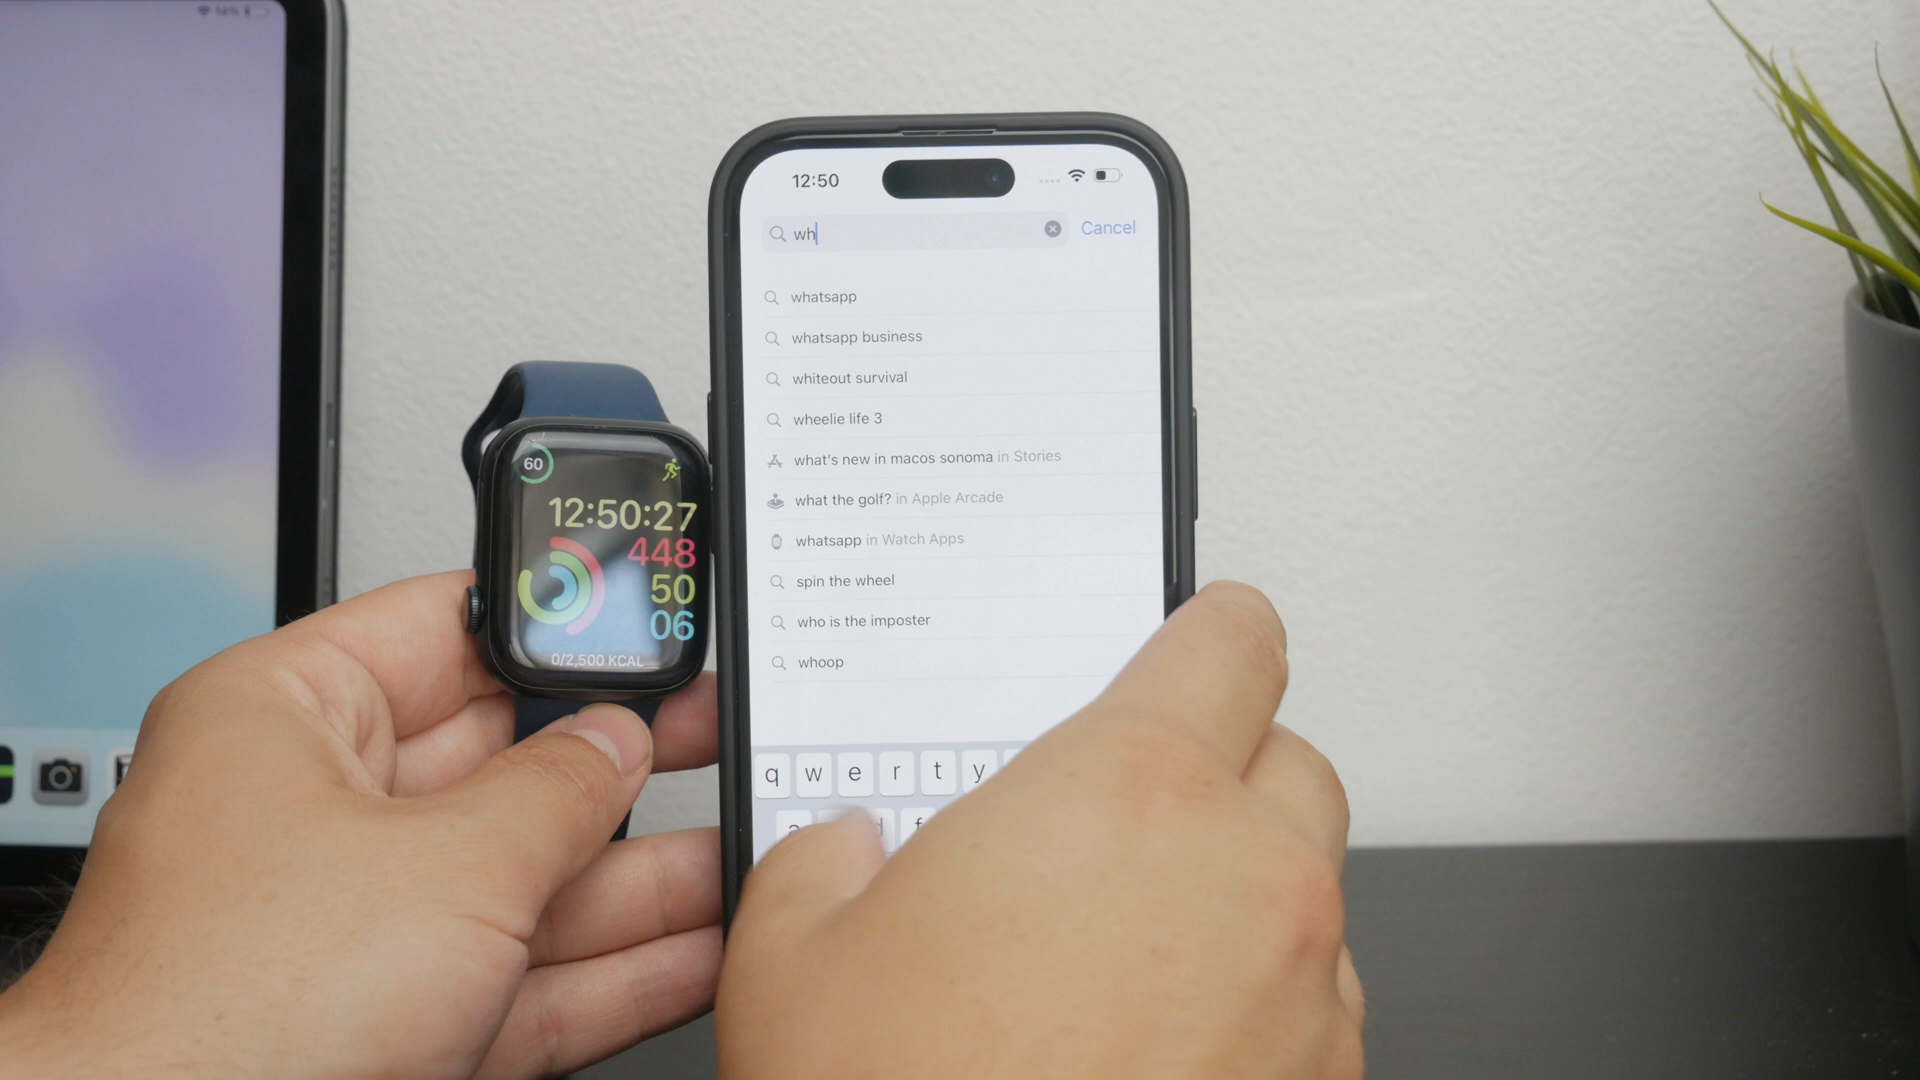 12:50
wh
Cancel
whatsapp
whatsapp business
whiteout survival
wheelie life 3
what's new in macos sonoma in Stories
what the golf? in Apple Arcade
whatsapp in Watch Apps
spin the wheel
who is the imposter
whoop
q w e r t y
a d f
60
12:50:27
448
50
06
0/2,500 KCAL